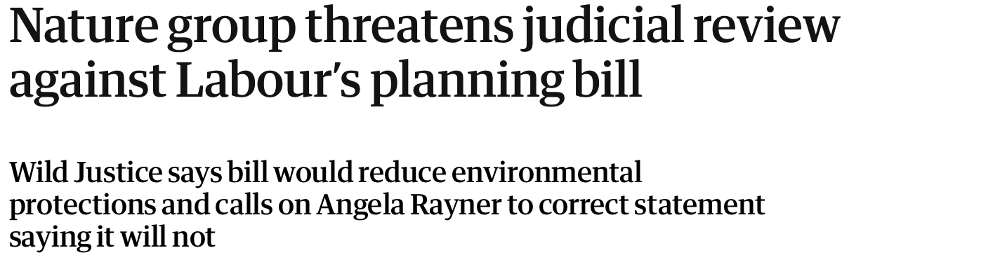 Nature group threatens judicial review
against Labour’s planning bill
Wild Justice says bill would reduce environmental
protections and calls on Angela Rayner to correct statement
saying it will not